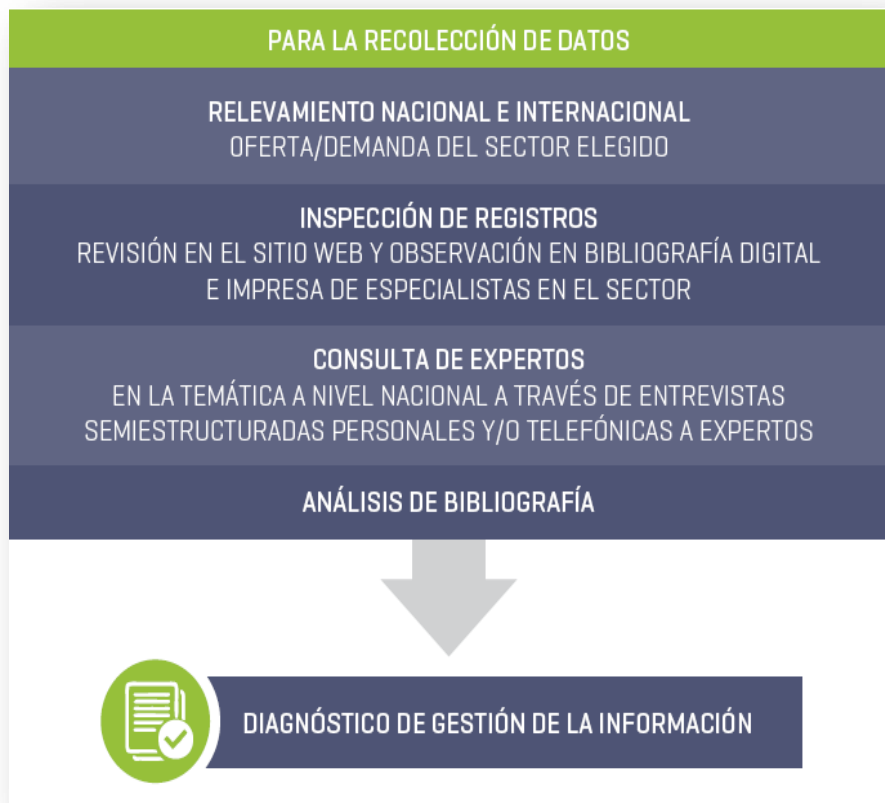 PARA LA RECOLECCIÓN DE DATOS
RELEVAMIENTO NACIONAL E INTERNACIONAL
OFERTA/DEMANDA DEL SECTOR ELEGIDO
INSPECCIÓN DE REGISTROS
REVISIÓN EN EL SITIO WEB Y OBSERVACIÓN EN BIBLIOGRAFÍA DIGITAL
E IMPRESA DE ESPECIALISTAS EN EL SECTOR
CONSULTA DE EXPERTOS
EN LA TEMÁTICA A NIVEL NACIONAL A TRAVÉS DE ENTREVISTAS
SEMIESTRUCTURADAS PERSONALES Y/O TELEFÓNICAS A EXPERTOS
ANÁLISIS DE BIBLIOGRAFÍA
DIAGNÓSTICO DE GESTIÓN DE LA INFORMACIÓN